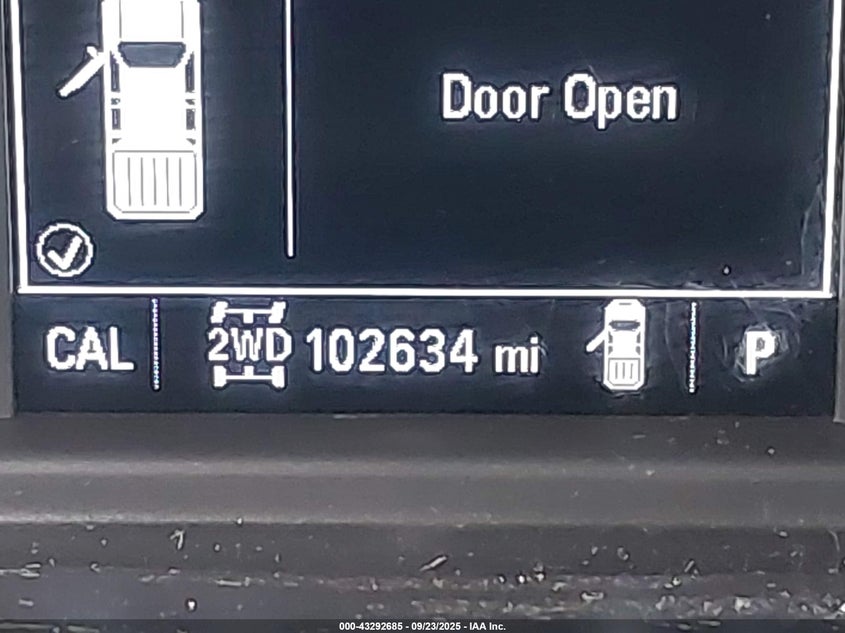 Door Open
CAL 2WD 102634 mi P
000-43292685 - 09/23/2025 - IAA Inc.